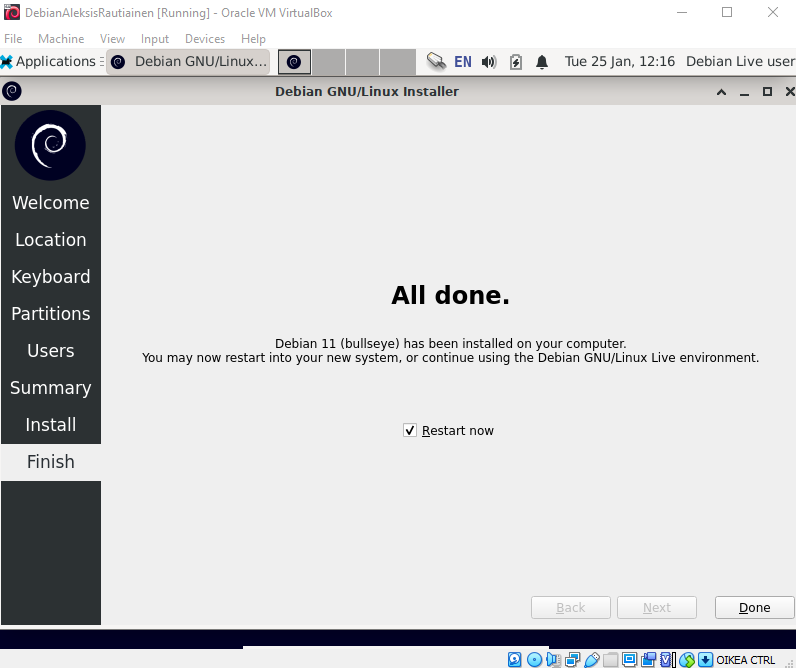 DebianAleksisRautiainen [Running] - Oracle VM VirtualBox
File Machine View Input Devices Help
Applications Debian GNU/Linux... EN Tue 25 Jan, 12:16 Debian Live user
Debian GNU/Linux Installer
Welcome
Location
Keyboard
Partitions
Users
Summary
Install
Finish
All done.
Debian 11 (bullseye) has been installed on your computer.
You may now restart into your new system, or continue using the Debian GNU/Linux Live environment.
Restart now
Back Next Done
OIKEA CTRL